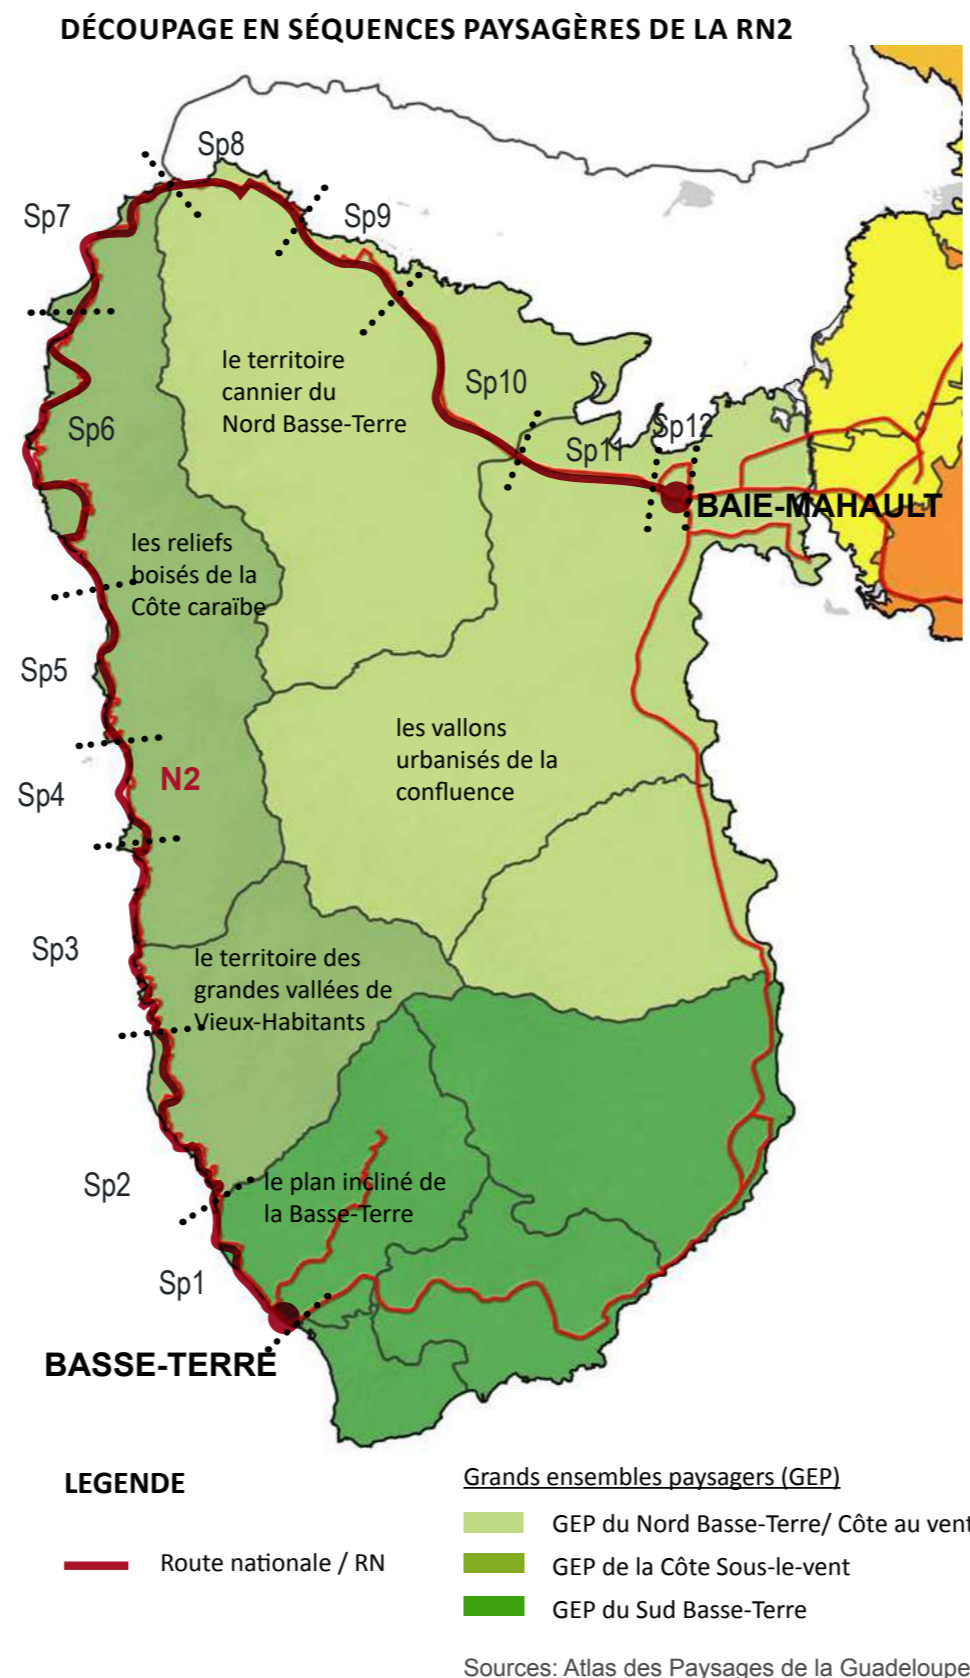 DÉCOUPAGE EN SÉQUENCES PAYSAGÈRES DE LA RN2
Sp8
Sp7
Sp9
le territoire
cannier du
Nord Basse-Terre
Sp10
Sp6
Sp11
Sp12
BAIE-MAHAULT
les reliefs
boisés de la
Côte caraïbe
Sp5
les vallons
urbanisés de la
confluence
N2
Sp4
Sp3
le territoire des
grandes vallées de
Vieux-Habitants
Sp2
le plan incliné de
la Basse-Terre
Sp1
BASSE-TERRE
LEGENDE
Route nationale / RN
Grands ensembles paysagers (GEP)
GEP du Nord Basse-Terre/ Côte au vent
GEP de la Côte Sous-le-vent
GEP du Sud Basse-Terre
Sources: Atlas des Paysages de la Guadeloupe